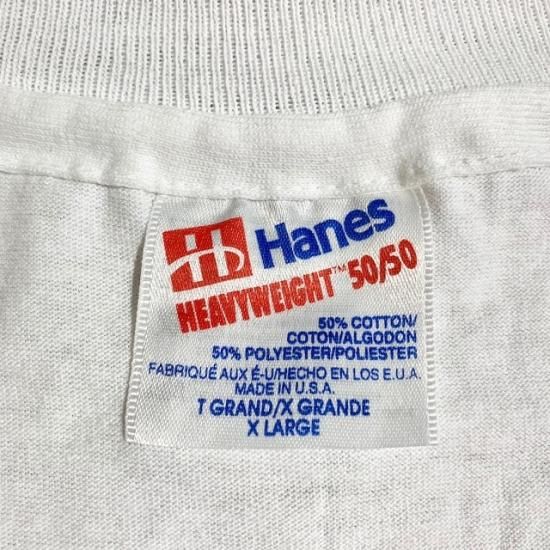 H Hanes
HEAVYWEIGHT™ 50/50
50% COTTON/
COTON/ALGODON
50% POLYESTER/POLIESTER
FABRIQUÉ AUX É-U/HECHO EN LOS E.U.A.
MADE IN U.S.A.
T GRAND/X GRANDE
X LARGE